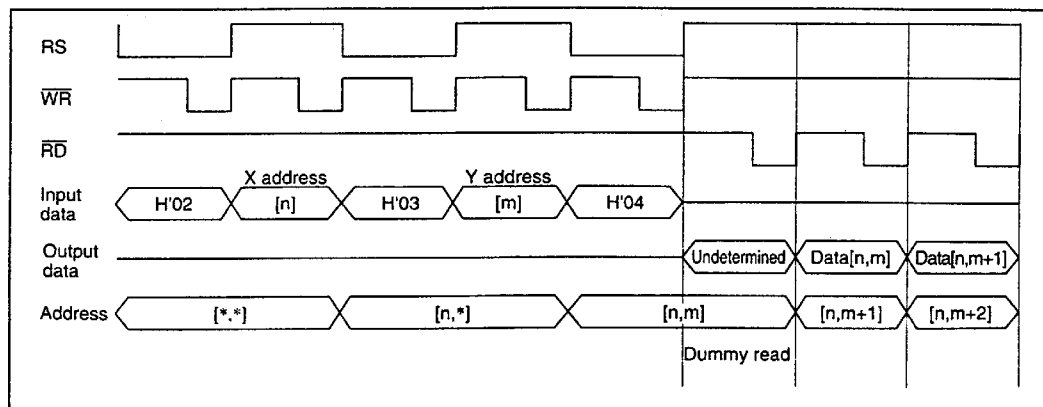 RS
WR
RD
X address
Y address
Input data
H'02
[n]
H'03
[m]
H'04
Output data
Undetermined
Data[n,m]
Data[n,m+1]
Address
[*,*]
[n,*]
[n,m]
[n,m+1]
[n,m+2]
Dummy read